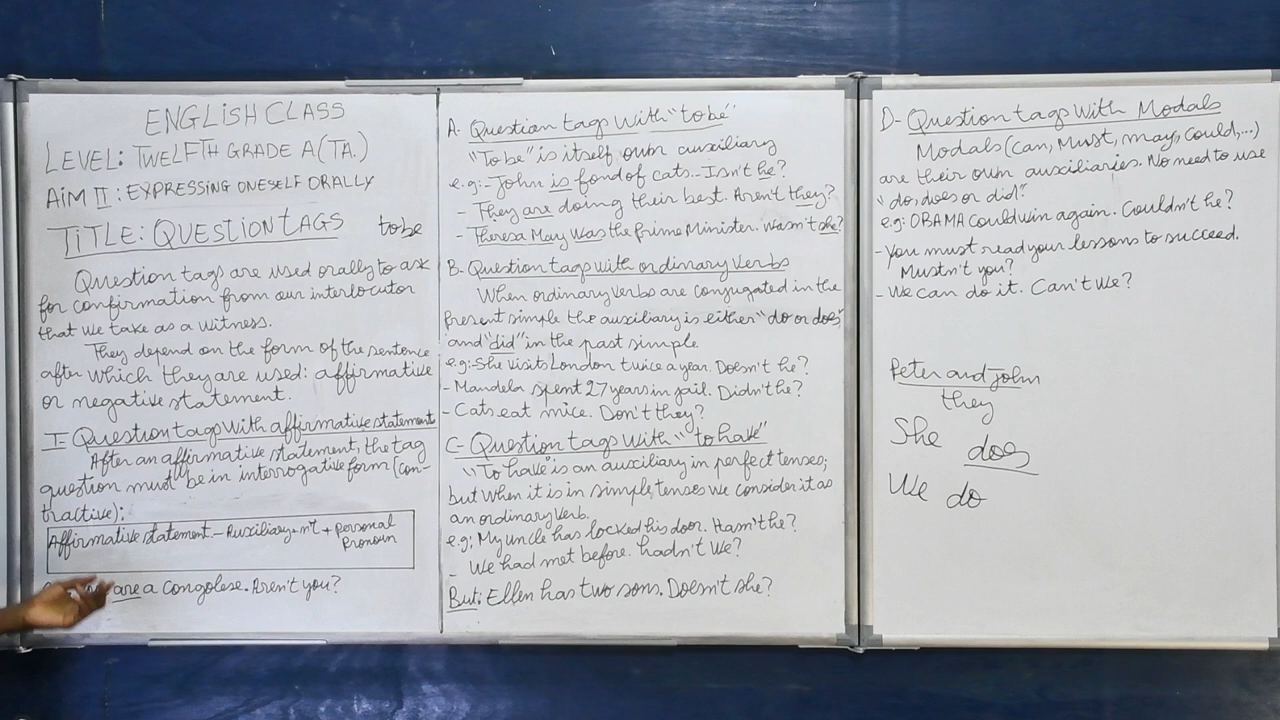 ENGLISH CLASS
LEVEL: TWELFTH GRADE A (TA.)
AIM II: EXPRESSING ONESELF ORALLY
TITLE: QUESTION TAGS
to be
Question tags are used orally to ask
for confirmation from our interlocutor
that we take as a witness.
They depend on the form of the sentence
after which they are used: affirmative
or negative statement.
I- Question tags with affirmative statement
After an affirmative statement, the tag
question must be in interrogative form (con-
tractive):
Affirmative statement.- Auxiliary + n't + personal
pronoun
are a Congolese. Aren't you?
A- Question tags with "to be"
"To be" is itself own auxiliary
e.g:- John is fond of cats.- Isn't he?
- They are doing their best. Aren't they?
- Theresa May was the prime Minister. Wasn't she?
B- Question tags with ordinary verbs
When ordinary verbs are conjugated in the
present simple the auxiliary is either "do or does"
and "did" in the past simple
e.g:- She visits London twice a year. Doesn't he?
- Mandela spent 27 years in jail. Didn't he?
- Cats eat mice. Don't they?
C- Question tags with "to have"
"To have" is an auxiliary in perfect tenses;
but when it is in simple tenses we consider it as
an ordinary verb.
e.g: My uncle has locked his door. Hasn't he?
- We had met before. hadn't we?
But: Ellen has two sons. Doesn't she?
D- Question tags with Modals
Modals (can, Must, may, could,...)
are their own auxiliaries. No need to use
"do, does or did".
e.g: OBAMA could win again. Couldn't he?
- You must read your lessons to succeed.
Mustn't you?
- We can do it. Can't we?
Peter and John
they
She does
We do